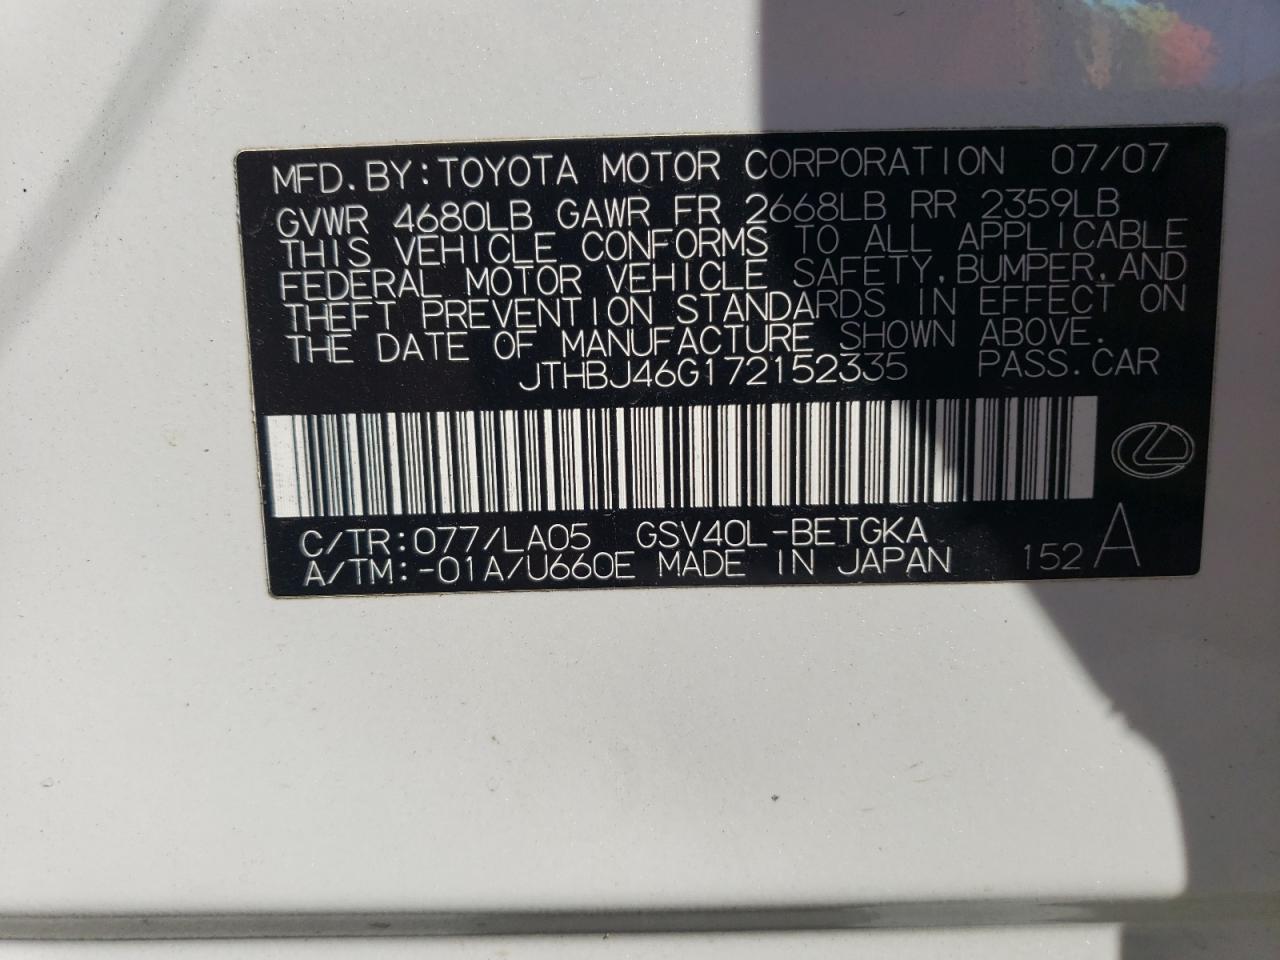 MFD. BY: TOYOTA MOTOR CORPORATION 07/07
GVWR 4680LB GAWR FR 2668LB RR 2359LB
THIS VEHICLE CONFORMS TO ALL APPLICABLE
FEDERAL MOTOR VEHICLE SAFETY, BUMPER, AND
THEFT PREVENTION STANDARDS IN EFFECT ON
THE DATE OF MANUFACTURE SHOWN ABOVE.
JTHBJ46G172152335 PASS. CAR
C/TR: 077/LA05 GSV40L-BETGKA
A/TM: -01A/U660E MADE IN JAPAN 152 A